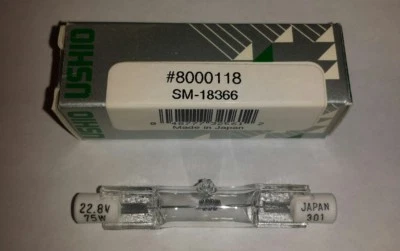 USHIO
#8000118
SM-18366
Made in Japan
22.8V
75W
JAPAN
301